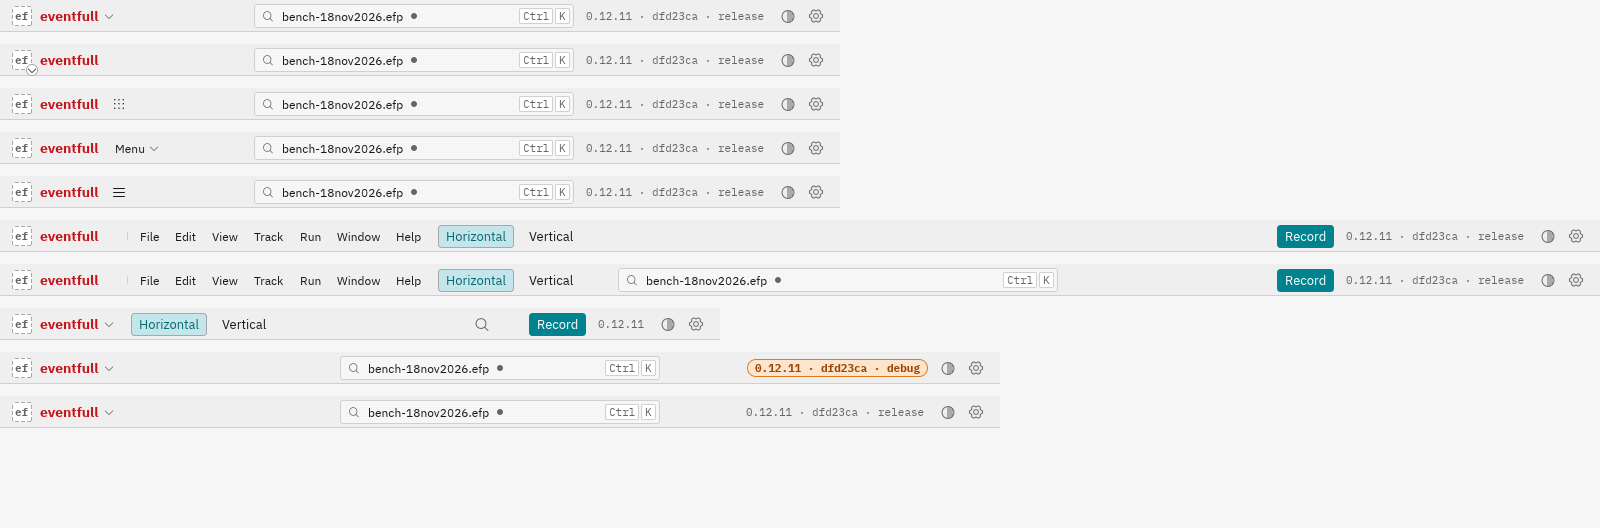 ef eventfull bench-18nov2026.efp Ctrl K 0.12.11 · dfd23ca · release
ef eventfull bench-18nov2026.efp Ctrl K 0.12.11 · dfd23ca · release
ef eventfull bench-18nov2026.efp Ctrl K 0.12.11 · dfd23ca · release
ef eventfull Menu bench-18nov2026.efp Ctrl K 0.12.11 · dfd23ca · release
ef eventfull bench-18nov2026.efp Ctrl K 0.12.11 · dfd23ca · release
ef eventfull File Edit View Track Run Window Help Horizontal Vertical Record 0.12.11 · dfd23ca · release
ef eventfull File Edit View Track Run Window Help Horizontal Vertical bench-18nov2026.efp Ctrl K Record 0.12.11 · dfd23ca · release
ef eventfull Horizontal Vertical Record 0.12.11
ef eventfull bench-18nov2026.efp Ctrl K 0.12.11 · dfd23ca · debug
ef eventfull bench-18nov2026.efp Ctrl K 0.12.11 · dfd23ca · release